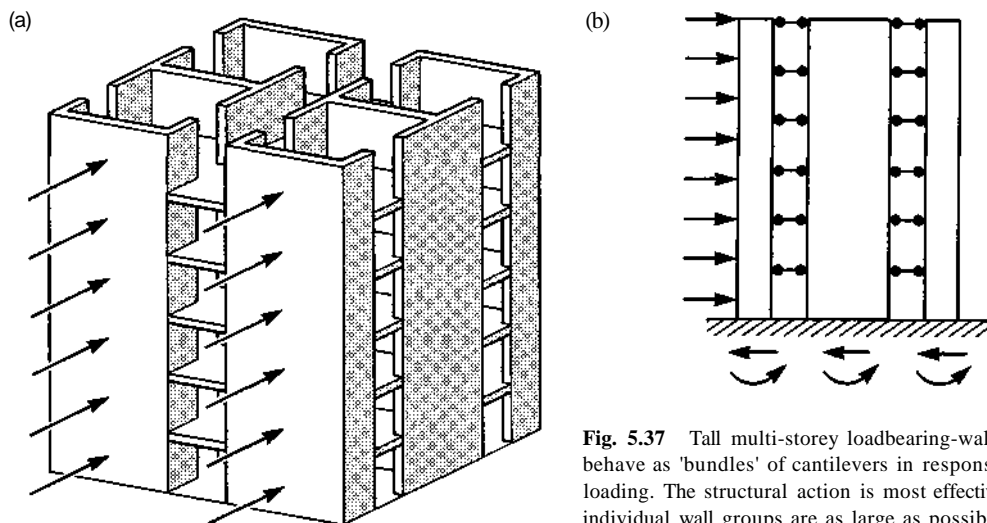 (a)
(b)
Fig. 5.37 Tall multi-storey loadbearing-wal
behave as 'bundles' of cantilevers in respons
loading. The structural action is most effectiv
individual wall groups are as large as possib